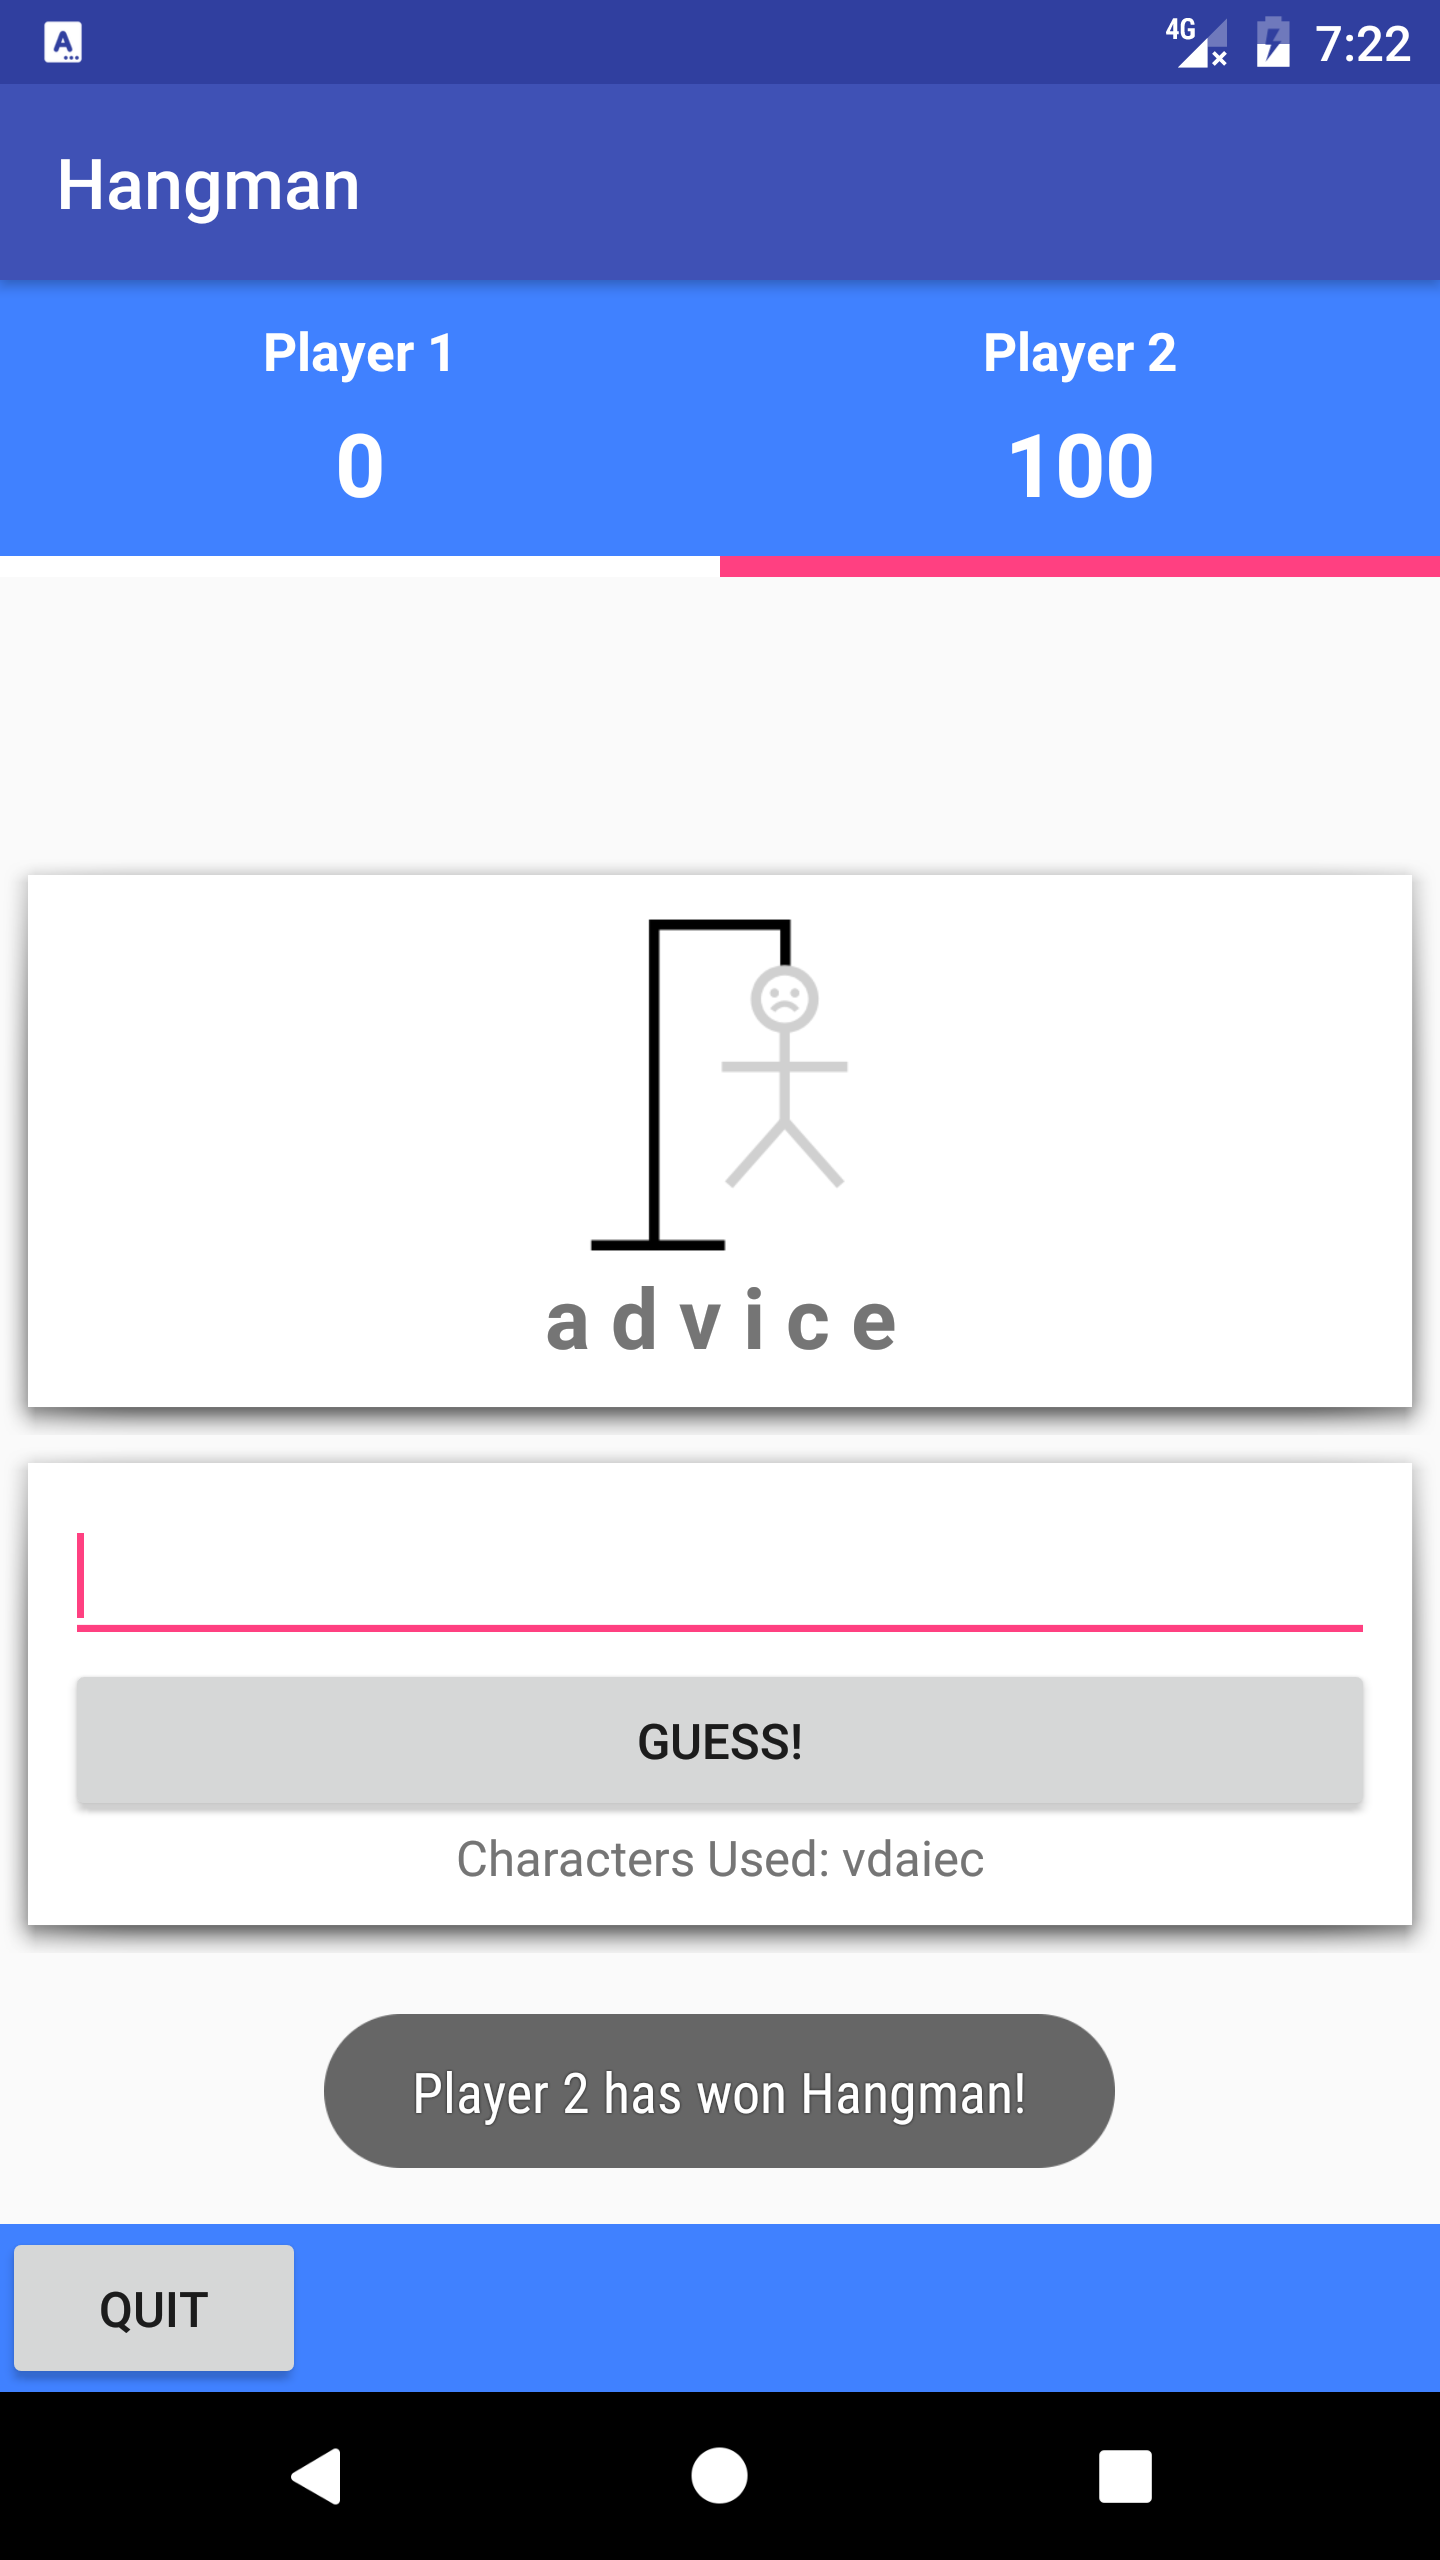 4G 7:22
Hangman
Player 1 Player 2
0 100
advice
GUESS!
Characters Used: vdaiec
Player 2 has won Hangman!
QUIT